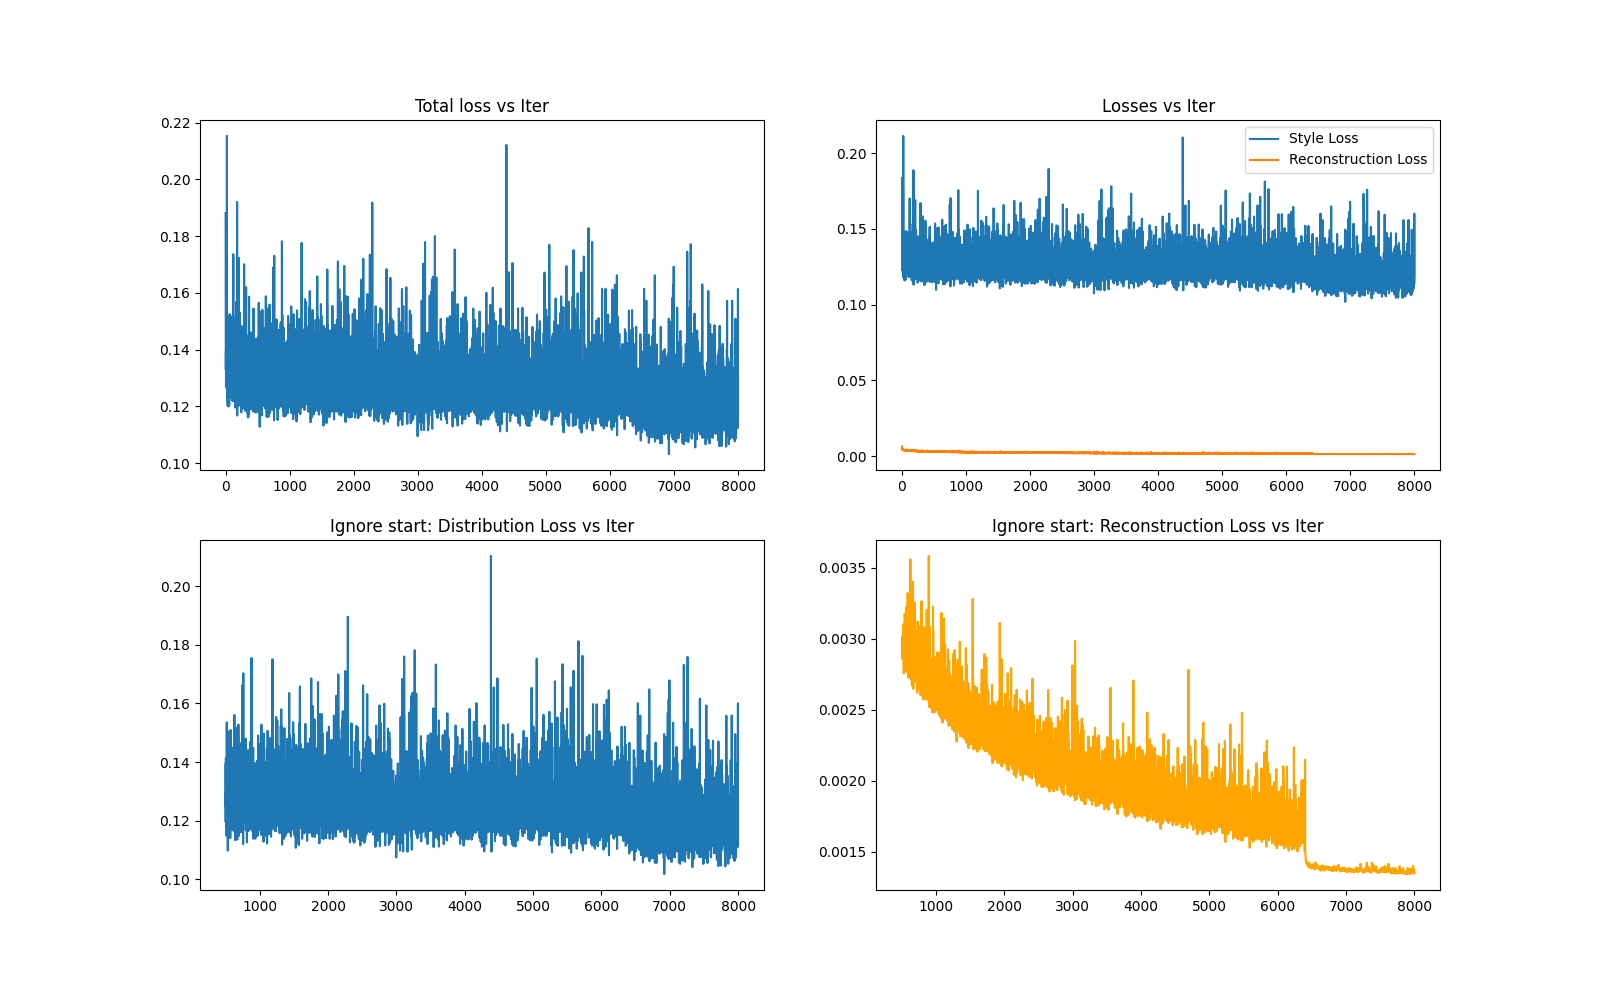 Total loss vs Iter
0.22
0.20
0.18
0.16
0.14
0.12
0.10
0 1000 2000 3000 4000 5000 6000 7000 8000
Losses vs Iter
Style Loss
Reconstruction Loss
0.20
0.15
0.10
0.05
0.00
0 1000 2000 3000 4000 5000 6000 7000 8000
Ignore start: Distribution Loss vs Iter
0.20
0.18
0.16
0.14
0.12
0.10
1000 2000 3000 4000 5000 6000 7000 8000
Ignore start: Reconstruction Loss vs Iter
0.0035
0.0030
0.0025
0.0020
0.0015
1000 2000 3000 4000 5000 6000 7000 8000